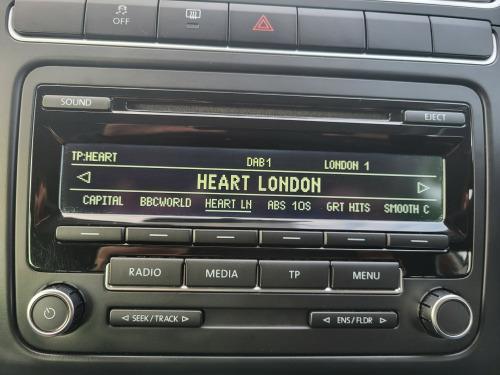 OFF
SOUND
EJECT
TP:HEART DAB1 LONDON 1
HEART LONDON
CAPITAL BBCWORLD HEART LN ABS 10S GRT HITS SMOOTH C
RADIO MEDIA TP MENU
SEEK / TRACK ENS / FLDR